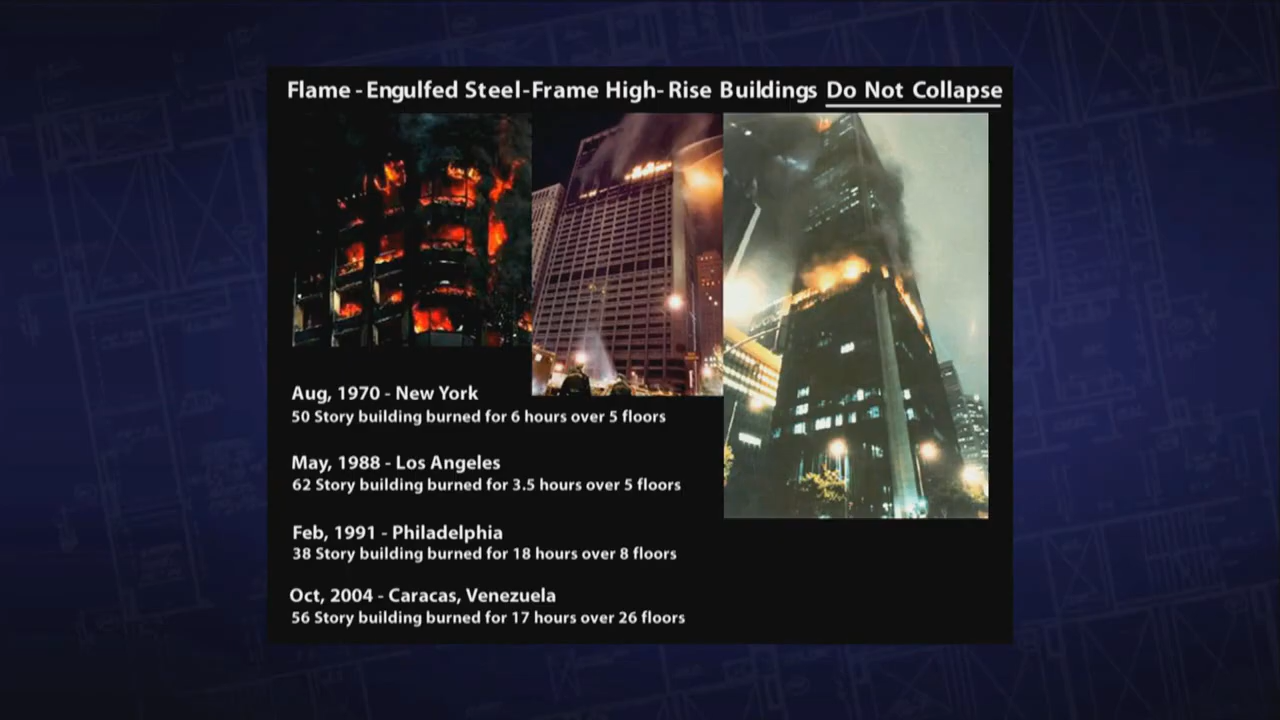 Flame - Engulfed Steel-Frame High- Rise Buildings Do Not Collapse
Aug, 1970 - New York
50 Story building burned for 6 hours over 5 floors
May, 1988 - Los Angeles
62 Story building burned for 3.5 hours over 5 floors
Feb, 1991 - Philadelphia
38 Story building burned for 18 hours over 8 floors
Oct, 2004 - Caracas, Venezuela
56 Story building burned for 17 hours over 26 floors